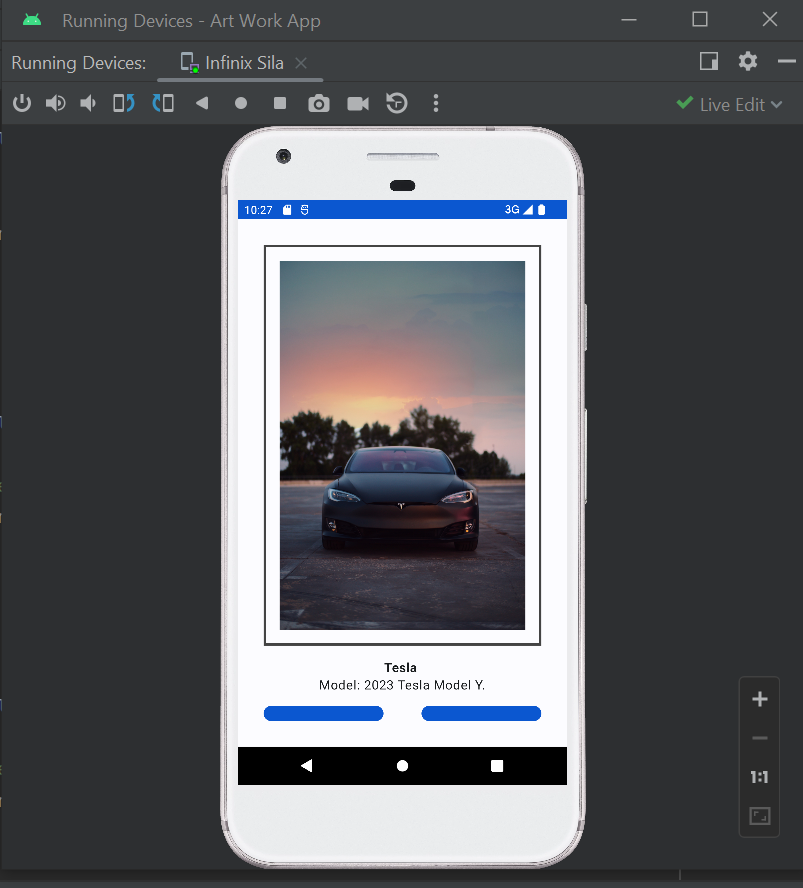 Running Devices - Art Work App
Running Devices:
Infinix Sila
Live Edit
10:27
3G
Tesla
Model: 2023 Tesla Model Y.
1:1